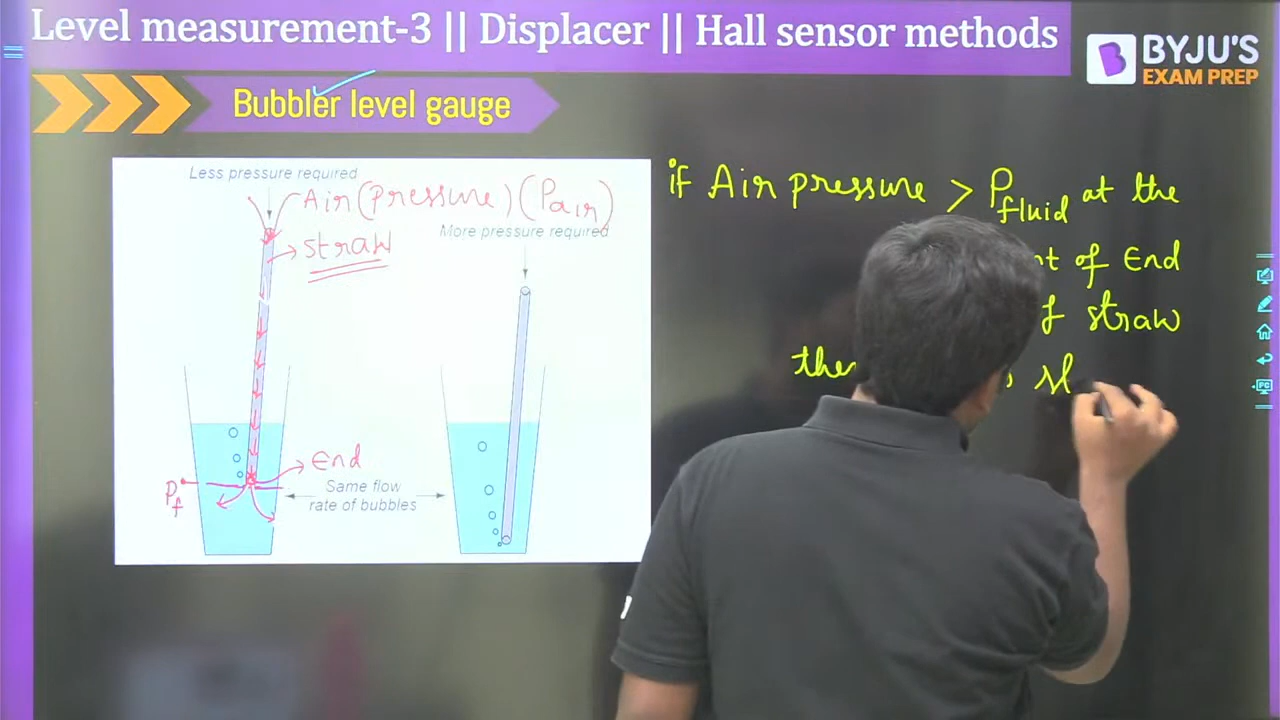 Level measurement-3 || Displacer || Hall sensor methods
BYJU'S
EXAM PREP
Bubbler level gauge
Less pressure required
Air (pressure) (Pair)
straw
More pressure required
End
Pf
Same flow
rate of bubbles
if Air pressure > Pfluid at the
of End
straw
PC